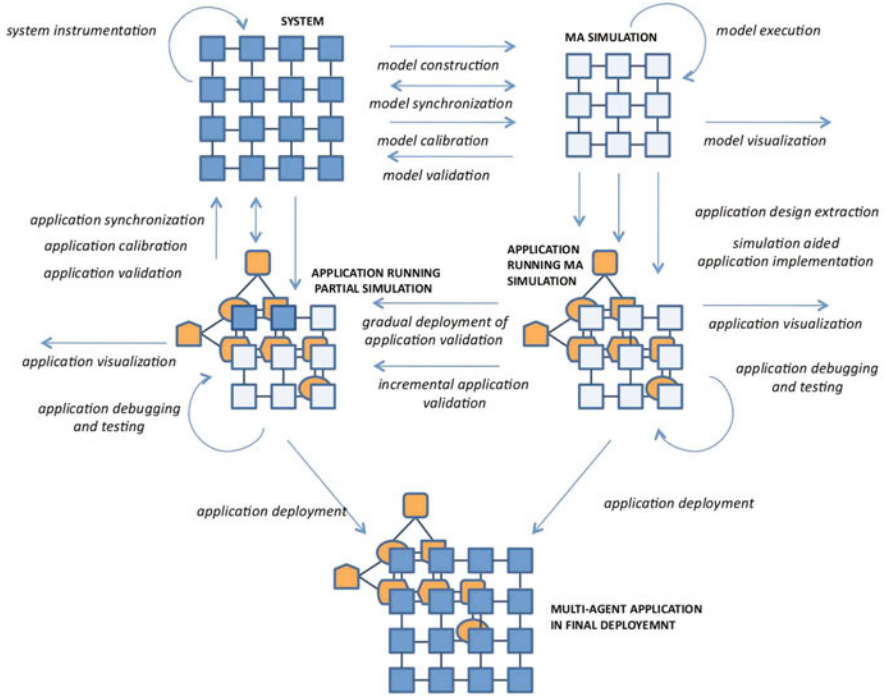 SYSTEM
system instrumentation
MA SIMULATION
model execution
model construction
model synchronization
model calibration
model validation
model visualization
application synchronization
application calibration
application validation
application design extraction
simulation aided
application implementation
APPLICATION RUNNING
PARTIAL SIMULATION
APPLICATION
RUNNING MA
SIMULATION
gradual deployment of
application validation
application visualization
application visualization
incremental application
validation
application debugging
and testing
application debugging
and testing
application deployment
application deployment
MULTI-AGENT APPLICATION
IN FINAL DEPLOYEMNT